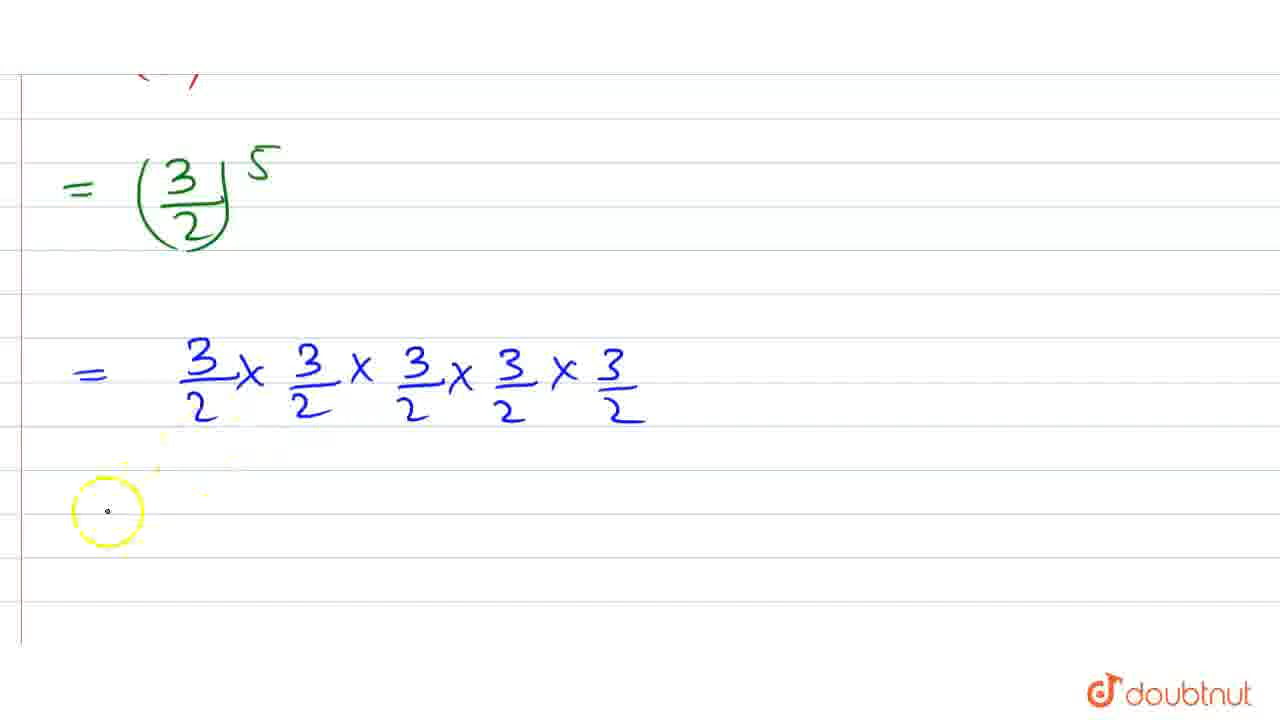 = (3/2)^5
= 3/2 × 3/2 × 3/2 × 3/2 × 3/2
doubtnut